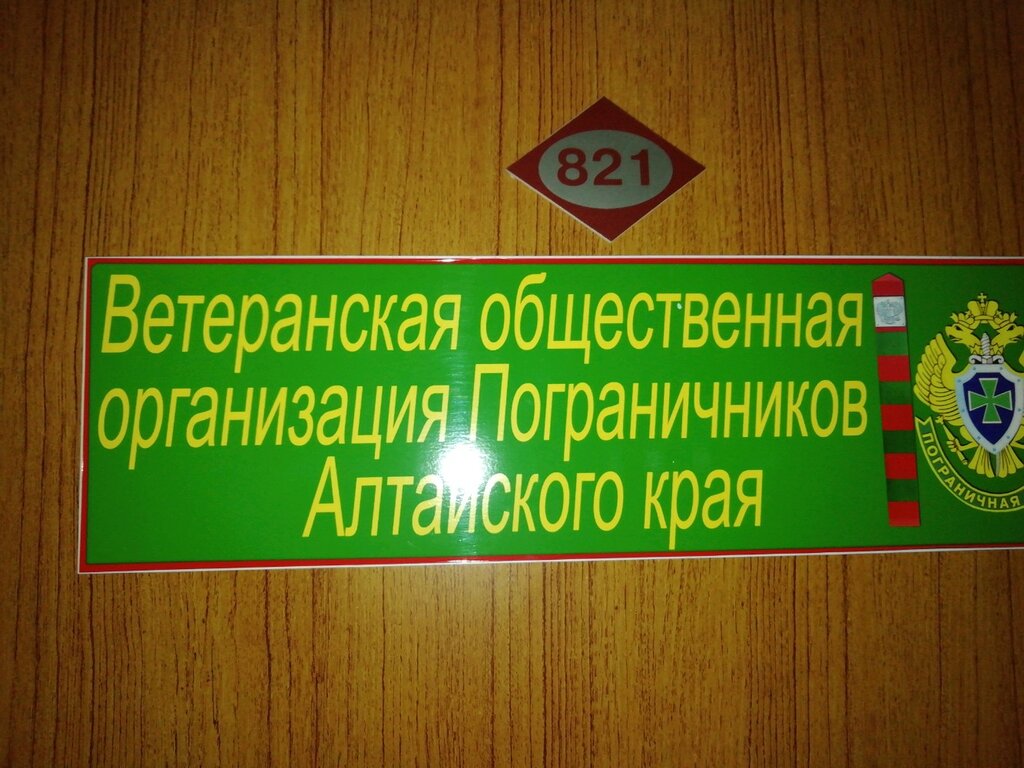 821
Ветеранская общественная
организация Пограничников
Алтайского края
ПОГРАНИЧНАЯ